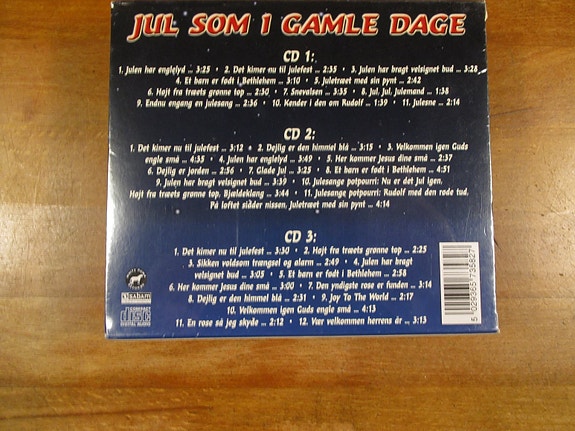 JUL SOM I GAMLE DAGE
CD 1:
1. Julen har englelyd ... 3:25 • 2. Det kimer nu til julefest ... 2:35 • 3. Julen har bragt velsignet bud ... 3:28
4. Et barn er født i Bethlehem ... 3:10 • 5. Juletræet med sin pynt ... 2:42
6. Højt fra træets grønne top ... 2:30 • 7. Snevalsen ... 3:35 • 8. Jul, Jul, Julemand ... 1:38
9. Endnu engang en julesang ... 2:36 • 10. Kender i den om Rudolf ... 1:39 • 11. Julesne ... 2:14
CD 2:
1. Det kimer nu til julefest ... 3:12 • 2. Dejlig er den himmel blå ... 3:15 • 3. Velkommen igen Guds
engle små ... 4:35 • 4. Julen har englelyd ... 3:49 • 5. Her kommer Jesus dine små ... 2:37
6. Dejlig er jorden ... 2:56 • 7. Glade Jul ... 3:25 • 8. Et barn er født i Bethlehem ... 4:51
9. Julen har bragt velsignet bud ... 3:39 • 10. Julesange potpourri: Nu er det Jul igen,
Højt fra træets grønne top, Bjældeklang ... 3:44 • 11. Julesange potpourri: Rudolf med den røde tud,
På loftet sidder nissen, Juletræet med sin pynt ... 4:14
CD 3:
1. Det kimer nu til julefest ... 3:30 • 2. Højt fra træets grønne top ... 2:25
3. Sikken voldsom trængsel og alarm ... 2:49 • 4. Julen har bragt
velsignet bud ... 3:05 • 5. Et barn er født i Bethlehem ... 2:58
6. Her kommer Jesus dine små ... 3:00 • 7. Den yndigste rose er funden ... 3:14
8. Dejlig er den himmel blå ... 2:31 • 9. Joy To The World ... 2:17
10. Velkommen igen Guds engle små ... 4:13
11. En rose så jeg skyde ... 2:12 • 12. Vær velkommen herrens år ... 3:13
sabam
COMPACT
disc
DIGITAL AUDIO
5 029365 735827